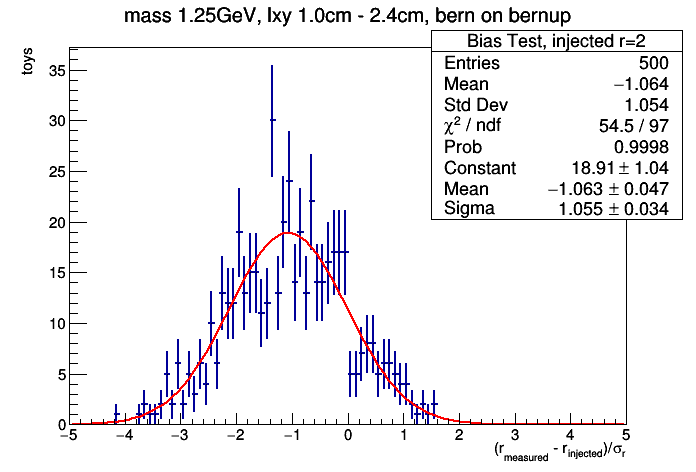 mass 1.25GeV, lxy 1.0cm - 2.4cm, bern on bernup
Bias Test, injected r=2
Entries 500
Mean −1.064
Std Dev 1.054
χ² / ndf 54.5 / 97
Prob 0.9998
Constant 18.91 ± 1.04
Mean −1.063 ± 0.047
Sigma 1.055 ± 0.034
toys
35
30
25
20
15
10
5
0
−5 −4 −3 −2 −1 0 1 2 3 4 5
(r_measured - r_injected)/σ_r